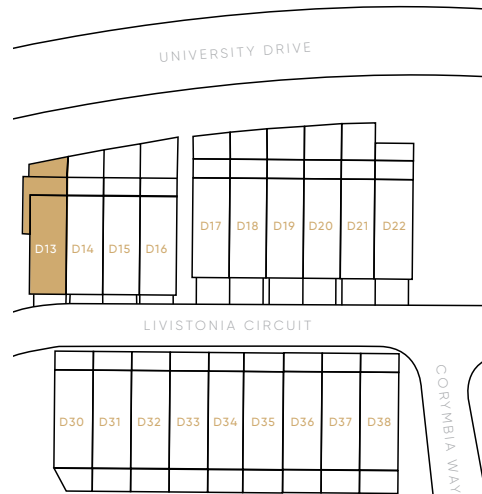 UNIVERSITY DRIVE
D17 D18 D19 D20 D21 D22
D13 D14 D15 D16
LIVISTONIA CIRCUIT
CORYMBIA WAY
D30 D31 D32 D33 D34 D35 D36 D37 D38